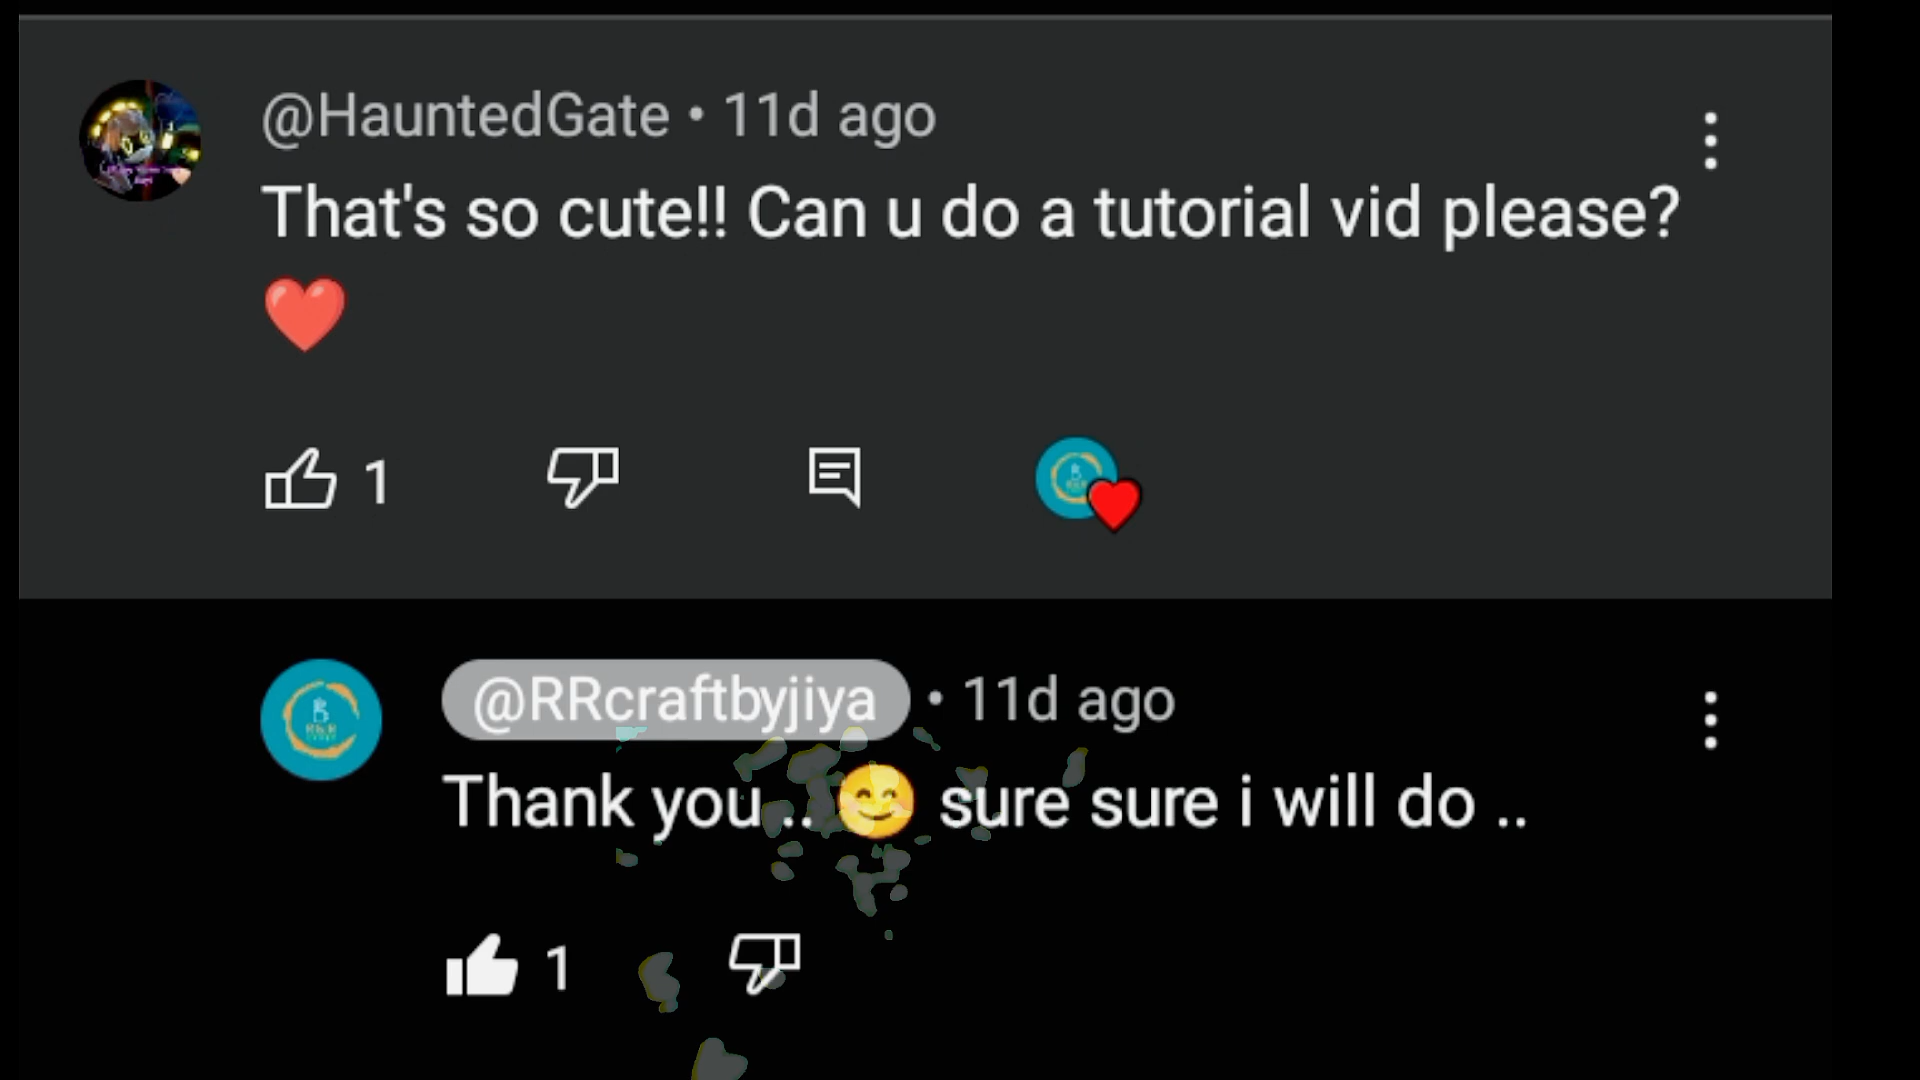 @HauntedGate • 11d ago
That's so cute!! Can u do a tutorial vid please?
❤️
1
@RRcraftbyjiya • 11d ago
Thank you .. 😊 sure sure i will do ..
1